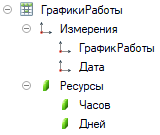 ГрафикиРаботы
Измерения
ГрафикРаботы
Дата
Ресурсы
Часов
Дней